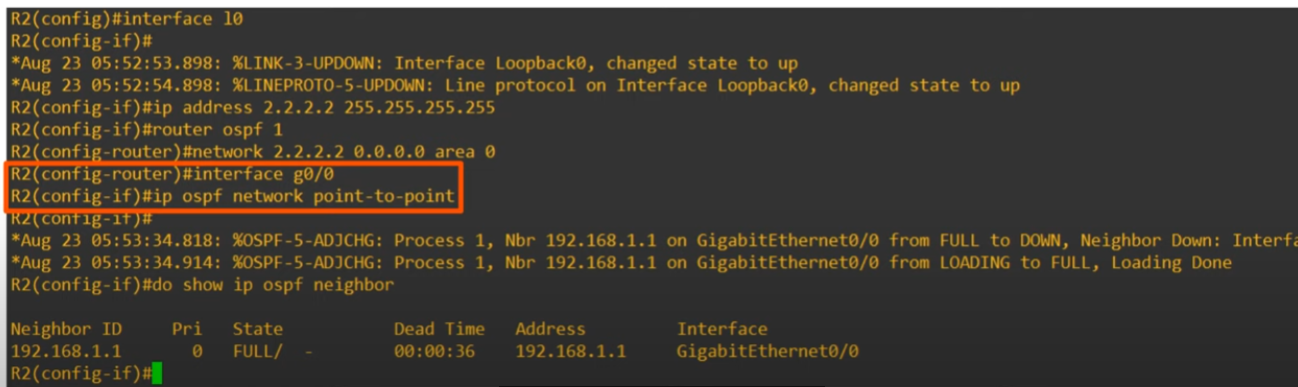 R2(config)#interface l0
R2(config-if)#
*Aug 23 05:52:53.898: %LINK-3-UPDOWN: Interface Loopback0, changed state to up
*Aug 23 05:52:54.898: %LINEPROTO-5-UPDOWN: Line protocol on Interface Loopback0, changed state to up
R2(config-if)#ip address 2.2.2.2 255.255.255.255
R2(config-if)#router ospf 1
R2(config-router)#network 2.2.2.2 0.0.0.0 area 0
R2(config-router)#interface g0/0
R2(config-if)#ip ospf network point-to-point
R2(config-if)#
*Aug 23 05:53:34.818: %OSPF-5-ADJCHG: Process 1, Nbr 192.168.1.1 on GigabitEthernet0/0 from FULL to DOWN, Neighbor Down:
*Aug 23 05:53:34.914: %OSPF-5-ADJCHG: Process 1, Nbr 192.168.1.1 on GigabitEthernet0/0 from LOADING to FULL, Loading Done
R2(config-if)#do show ip ospf neighbor
Neighbor ID Pri State Dead Time Address Interface
192.168.1.1 0 FULL/ - 00:00:36 192.168.1.1 GigabitEthernet0/0
R2(config-if)#